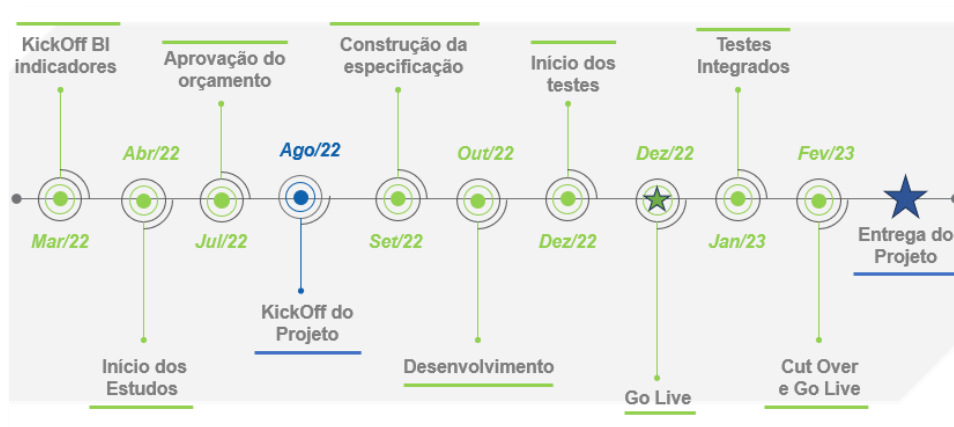 KickOff BI
indicadores
Aprovação do
orçamento
Construção da
especificação
Início dos
testes
Testes
Integrados
Abr/22
Ago/22
Out/22
Dez/22
Fev/23
Mar/22
Jul/22
Set/22
Dez/22
Jan/23
Entrega do
Projeto
KickOff do
Projeto
Início dos
Estudos
Desenvolvimento
Go Live
Cut Over
e Go Live